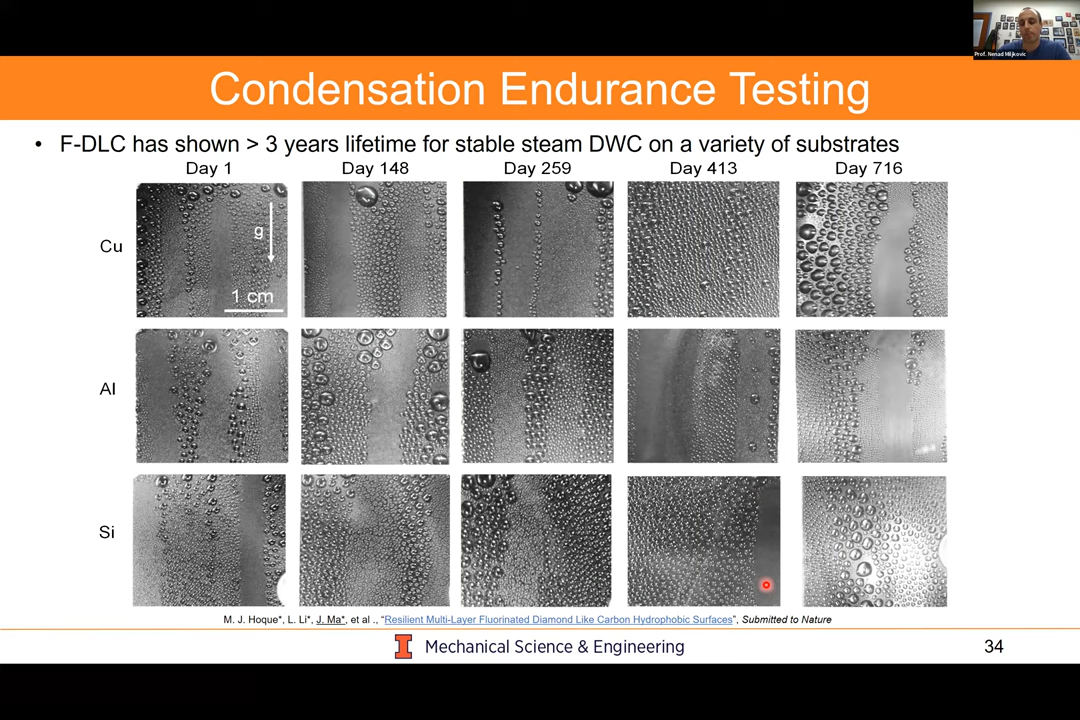 Prof. Nenad Miljkovic
Condensation Endurance Testing
• F-DLC has shown > 3 years lifetime for stable steam DWC on a variety of substrates
Day 1 Day 148 Day 259 Day 413 Day 716
Cu
g
1 cm
Al
Si
M. J. Hoque*, L. Li*, J. Ma*, et al ., “Resilient Multi-Layer Fluorinated Diamond Like Carbon Hydrophobic Surfaces”, Submitted to Nature
I Mechanical Science & Engineering
34